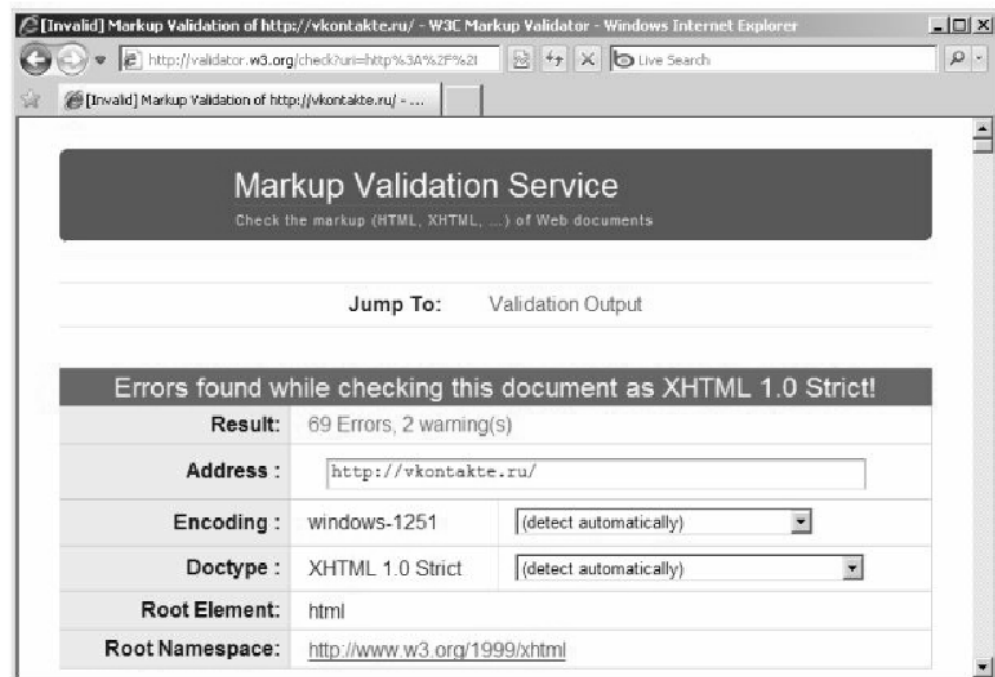 [Invalid] Markup Validation of http://vkontakte.ru/ - W3C Markup Validator - Windows Internet Explorer
http://validator.w3.org/check?uri=http%3A%2F%2f
Live Search
[Invalid] Markup Validation of http://vkontakte.ru/ - ...
Markup Validation Service
Check the markup (HTML, XHTML, ...) of Web documents
Jump To: Validation Output
Errors found while checking this document as XHTML 1.0 Strict!
Result: 69 Errors, 2 warning(s)
Address : http://vkontakte.ru/
Encoding : windows-1251 (detect automatically)
Doctype : XHTML 1.0 Strict (detect automatically)
Root Element: html
Root Namespace: http://www.w3.org/1999/xhtml